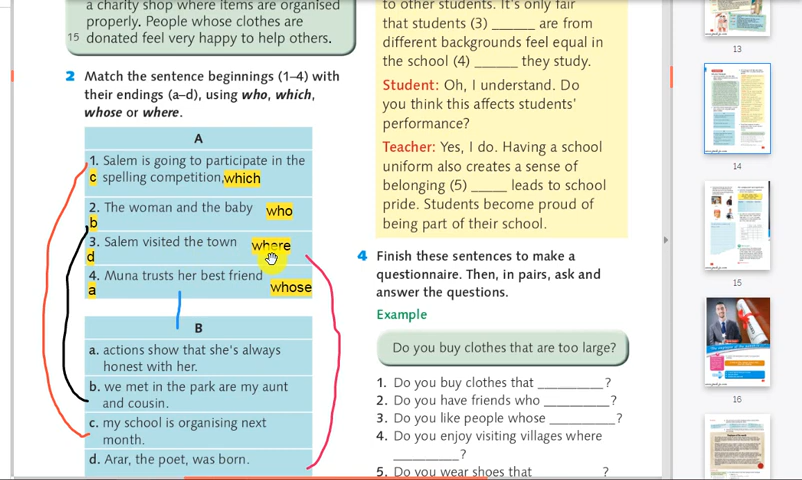 a charity shop where items are organised
properly. People whose clothes are
15 donated feel very happy to help others.
2 Match the sentence beginnings (1–4) with
their endings (a–d), using who, which,
whose or where.
A
1. Salem is going to participate in the
c spelling competition, which
2. The woman and the baby who
b
3. Salem visited the town where
d
4. Muna trusts her best friend
a whose
B
a. actions show that she's always
honest with her.
b. we met in the park are my aunt
and cousin.
c. my school is organising next
month.
d. Arar, the poet, was born.
to other students. It's only fair
that students (3) ______ are from
different backgrounds feel equal in
the school (4) ______ they study.
Student: Oh, I understand. Do
you think this affects students'
performance?
Teacher: Yes, I do. Having a school
uniform also creates a sense of
belonging (5) _____ leads to school
pride. Students become proud of
being part of their school.
4 Finish these sentences to make a
questionnaire. Then, in pairs, ask and
answer the questions.
Example
Do you buy clothes that are too large?
1. Do you buy clothes that _________?
2. Do you have friends who _________?
3. Do you like people whose _________?
4. Do you enjoy visiting villages where
_________?
5. Do you wear shoes that _________?
13
14
15
16